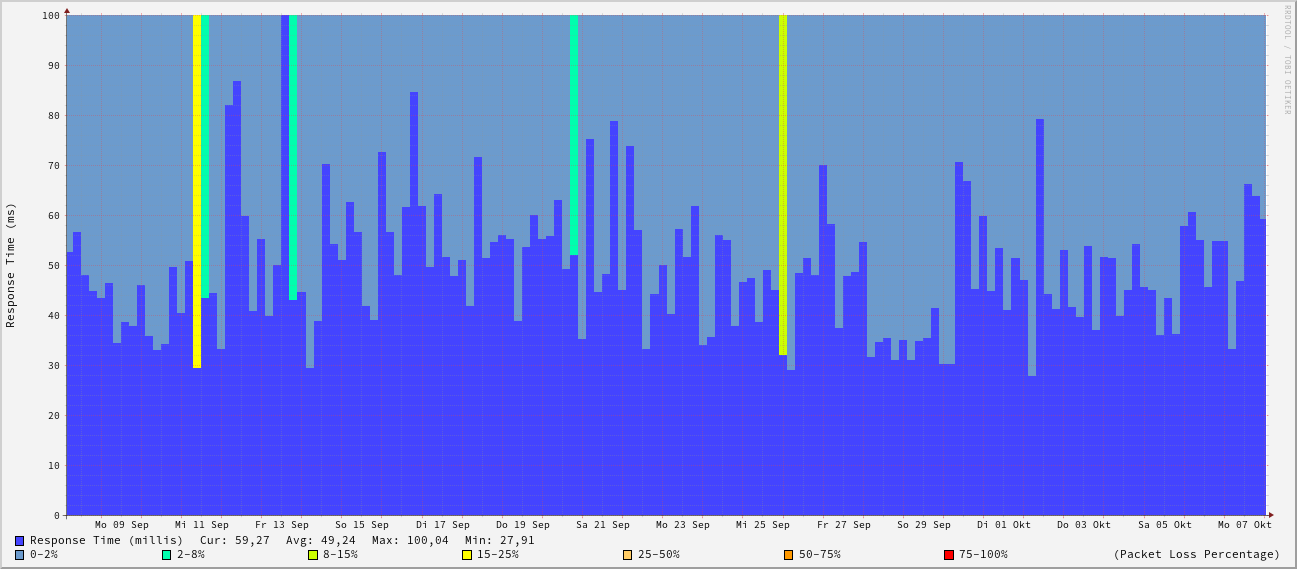 RRDTOOL / TOBI OETIKER
Response Time (ms)
100
90
80
70
60
50
40
30
20
10
0
Mo 09 Sep Mi 11 Sep Fr 13 Sep So 15 Sep Di 17 Sep Do 19 Sep Sa 21 Sep Mo 23 Sep Mi 25 Sep Fr 27 Sep So 29 Sep Di 01 Okt Do 03 Okt Sa 05 Okt Mo 07 Okt
Response Time (millis) Cur: 59,27 Avg: 49,24 Max: 100,04 Min: 27,91
0-2% 2-8% 8-15% 15-25% 25-50% 50-75% 75-100% (Packet Loss Percentage)